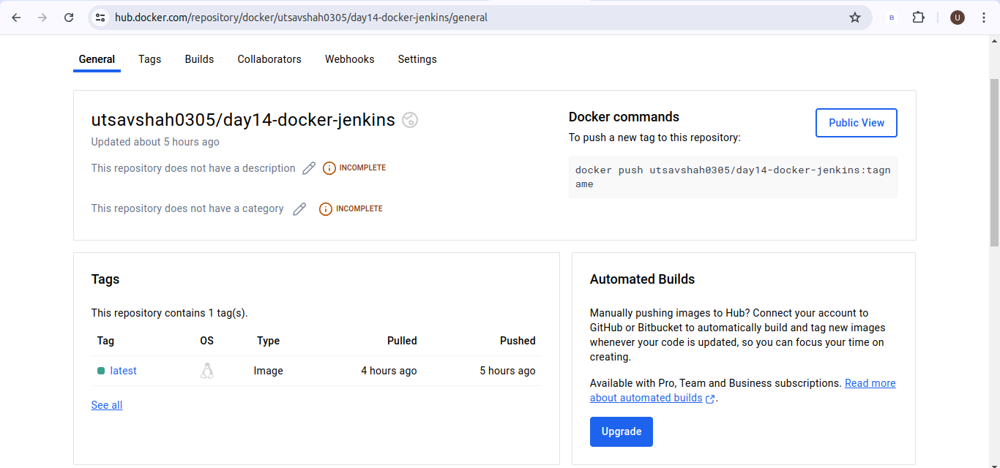 hub.docker.com/repository/docker/utsavshah0305/day14-docker-jenkins/general
B
U
General Tags Builds Collaborators Webhooks Settings
utsavshah0305/day14-docker-jenkins
Updated about 5 hours ago
This repository does not have a description INCOMPLETE
This repository does not have a category INCOMPLETE
Docker commands
Public View
To push a new tag to this repository:
docker push utsavshah0305/day14-docker-jenkins:tagn
ame
Tags
This repository contains 1 tag(s).
Tag OS Type Pulled Pushed
latest Image 4 hours ago 5 hours ago
See all
Automated Builds
Manually pushing images to Hub? Connect your account to
GitHub or Bitbucket to automatically build and tag new images
whenever your code is updated, so you can focus your time on
creating.
Available with Pro, Team and Business subscriptions. Read more
about automated builds .
Upgrade